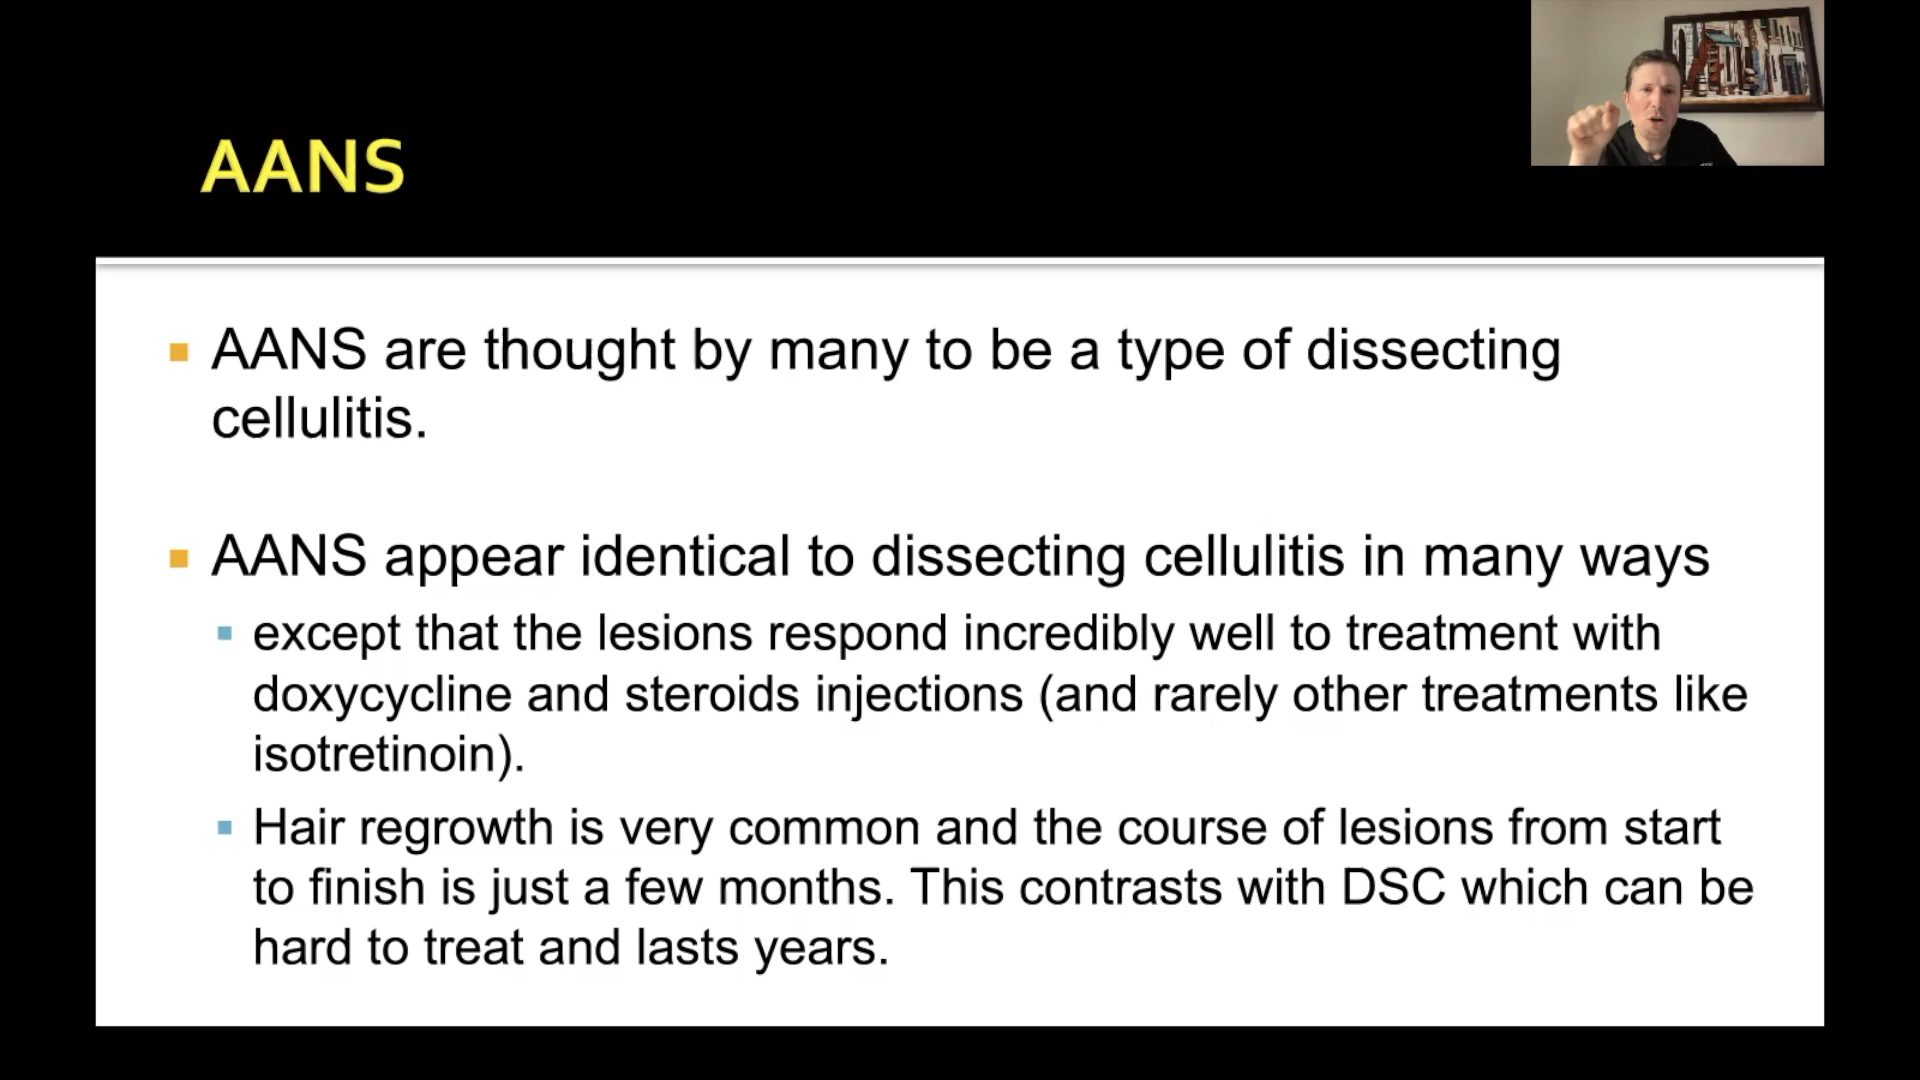 AANS
AANS are thought by many to be a type of dissecting
cellulitis.
AANS appear identical to dissecting cellulitis in many ways
except that the lesions respond incredibly well to treatment with
doxycycline and steroids injections (and rarely other treatments like
isotretinoin).
Hair regrowth is very common and the course of lesions from start
to finish is just a few months. This contrasts with DSC which can be
hard to treat and lasts years.